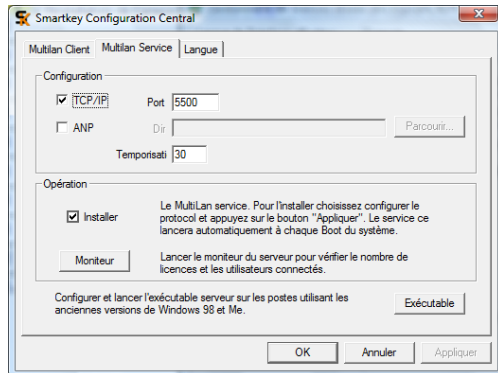 Smartkey Configuration Central
Multilan Client Multilan Service Langue
Configuration
TCP/IP Port 5500
ANP Dir Parcourir...
Temporisati 30
Opération
Installer
Le MultiLan service. Pour l'installer choisissez configurer le
protocol et appuyez sur le bouton "Appliquer". Le service ce
lancera automatiquement à chaque Boot du système.
Moniteur
Lancer le moniteur du serveur pour vérifier le nombre de
licences et les utilisateurs connectés.
Configurer et lancer l'exécutable serveur sur les postes utilisant les
anciennes versions de Windows 98 et Me.
Exécutable
OK Annuler Appliquer